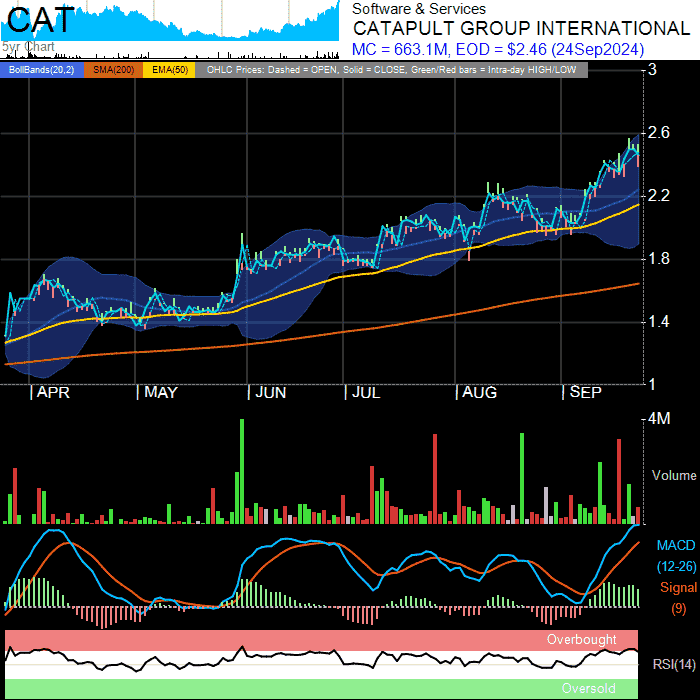 CAT
5yr Chart
Software & Services
CATAPULT GROUP INTERNATIONAL
MC = 663.1M, EOD = $2.46 (24Sep2024)
BollBands(20,2) SMA(200) EMA(50) OHLC Prices: Dashed = OPEN, Solid = CLOSE, Green/Red bars = Intra-day HIGH/LOW
3
2.6
2.2
1.8
1.4
1
APR MAY JUN JUL AUG SEP
4M
Volume
MACD
(12-26)
Signal
(9)
Overbought
RSI(14)
Oversold